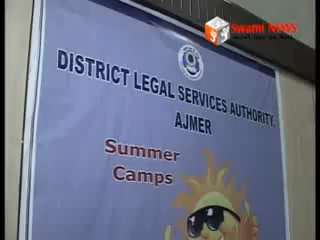 Swami NEWS
DISTRICT LEGAL SERVICES AUTHORITY,
AJMER
Summer
Camps